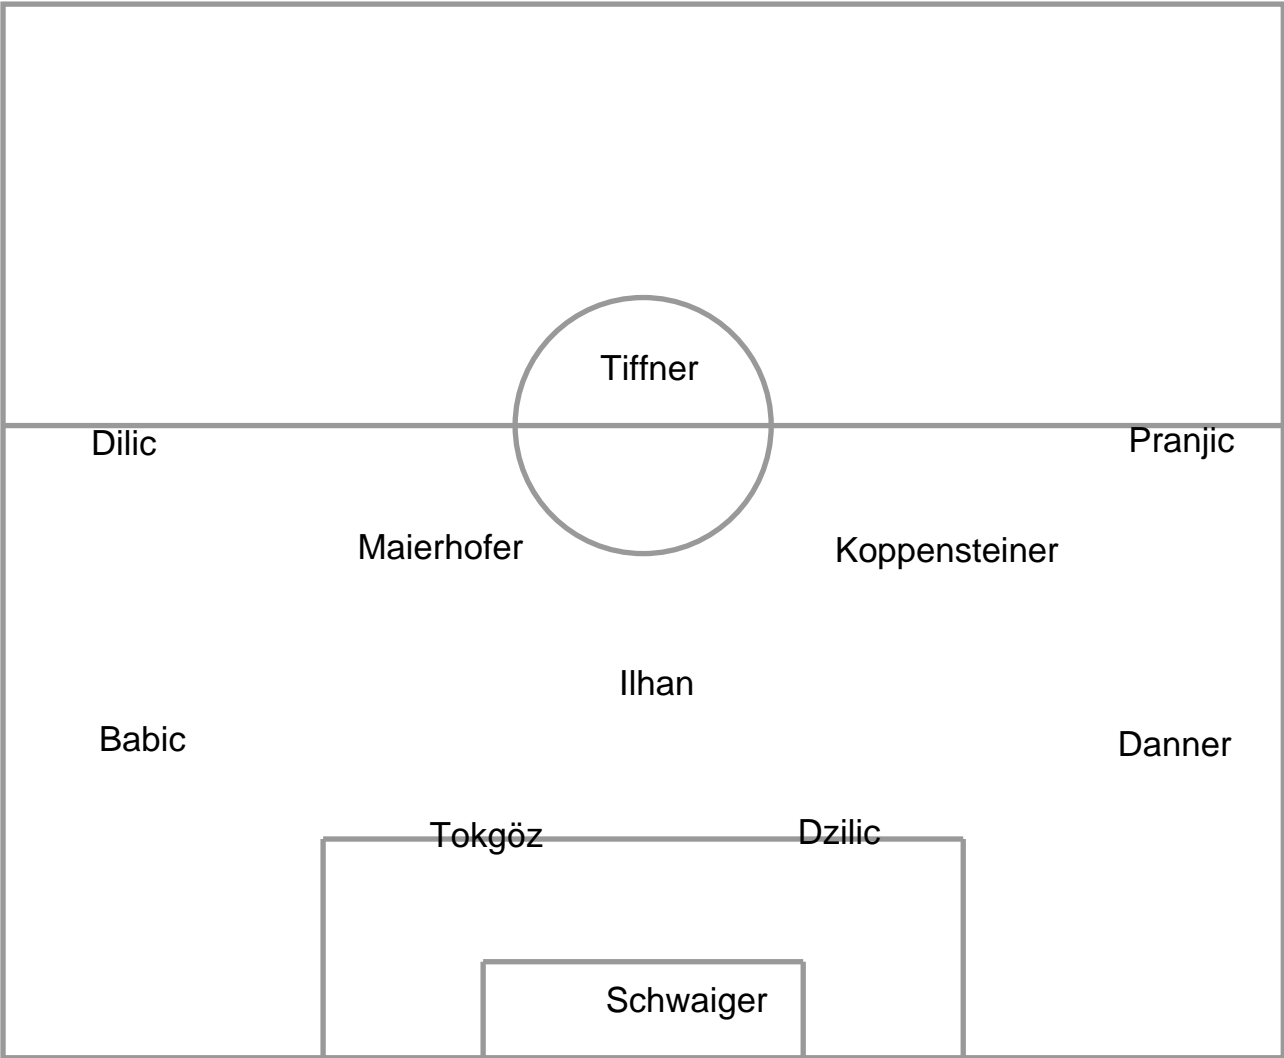 Tiffner
Dilic
Pranjic
Maierhofer
Koppensteiner
Ilhan
Babic
Danner
Tokgöz
Dzilic
Schwaiger